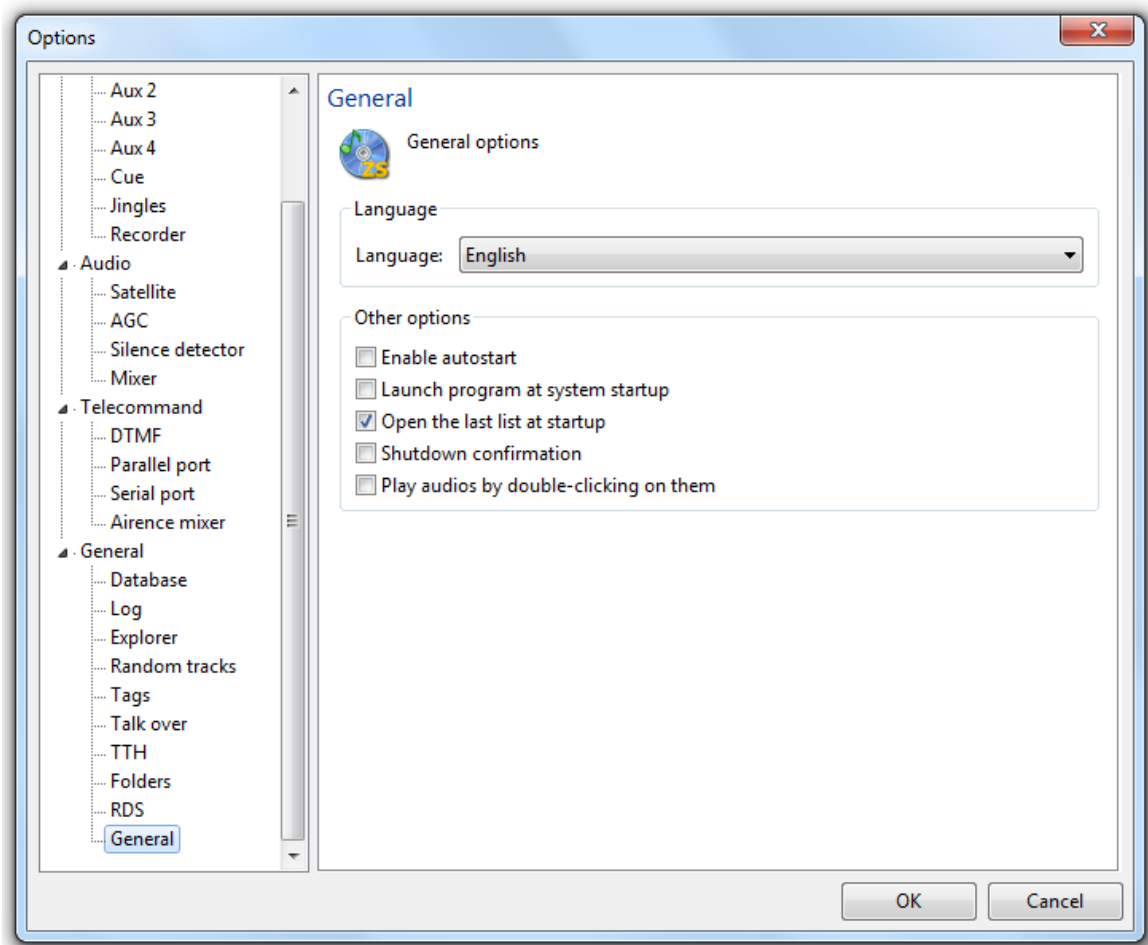 Options
X
Aux 2
Aux 3
Aux 4
Cue
Jingles
Recorder
Audio
Satellite
AGC
Silence detector
Mixer
Telecommand
DTMF
Parallel port
Serial port
Airence mixer
General
Database
Log
Explorer
Random tracks
Tags
Talk over
TTH
Folders
RDS
General
General
ZS
General options
Language
Language: English
Other options
Enable autostart
Launch program at system startup
Open the last list at startup
Shutdown confirmation
Play audios by double-clicking on them
OK Cancel